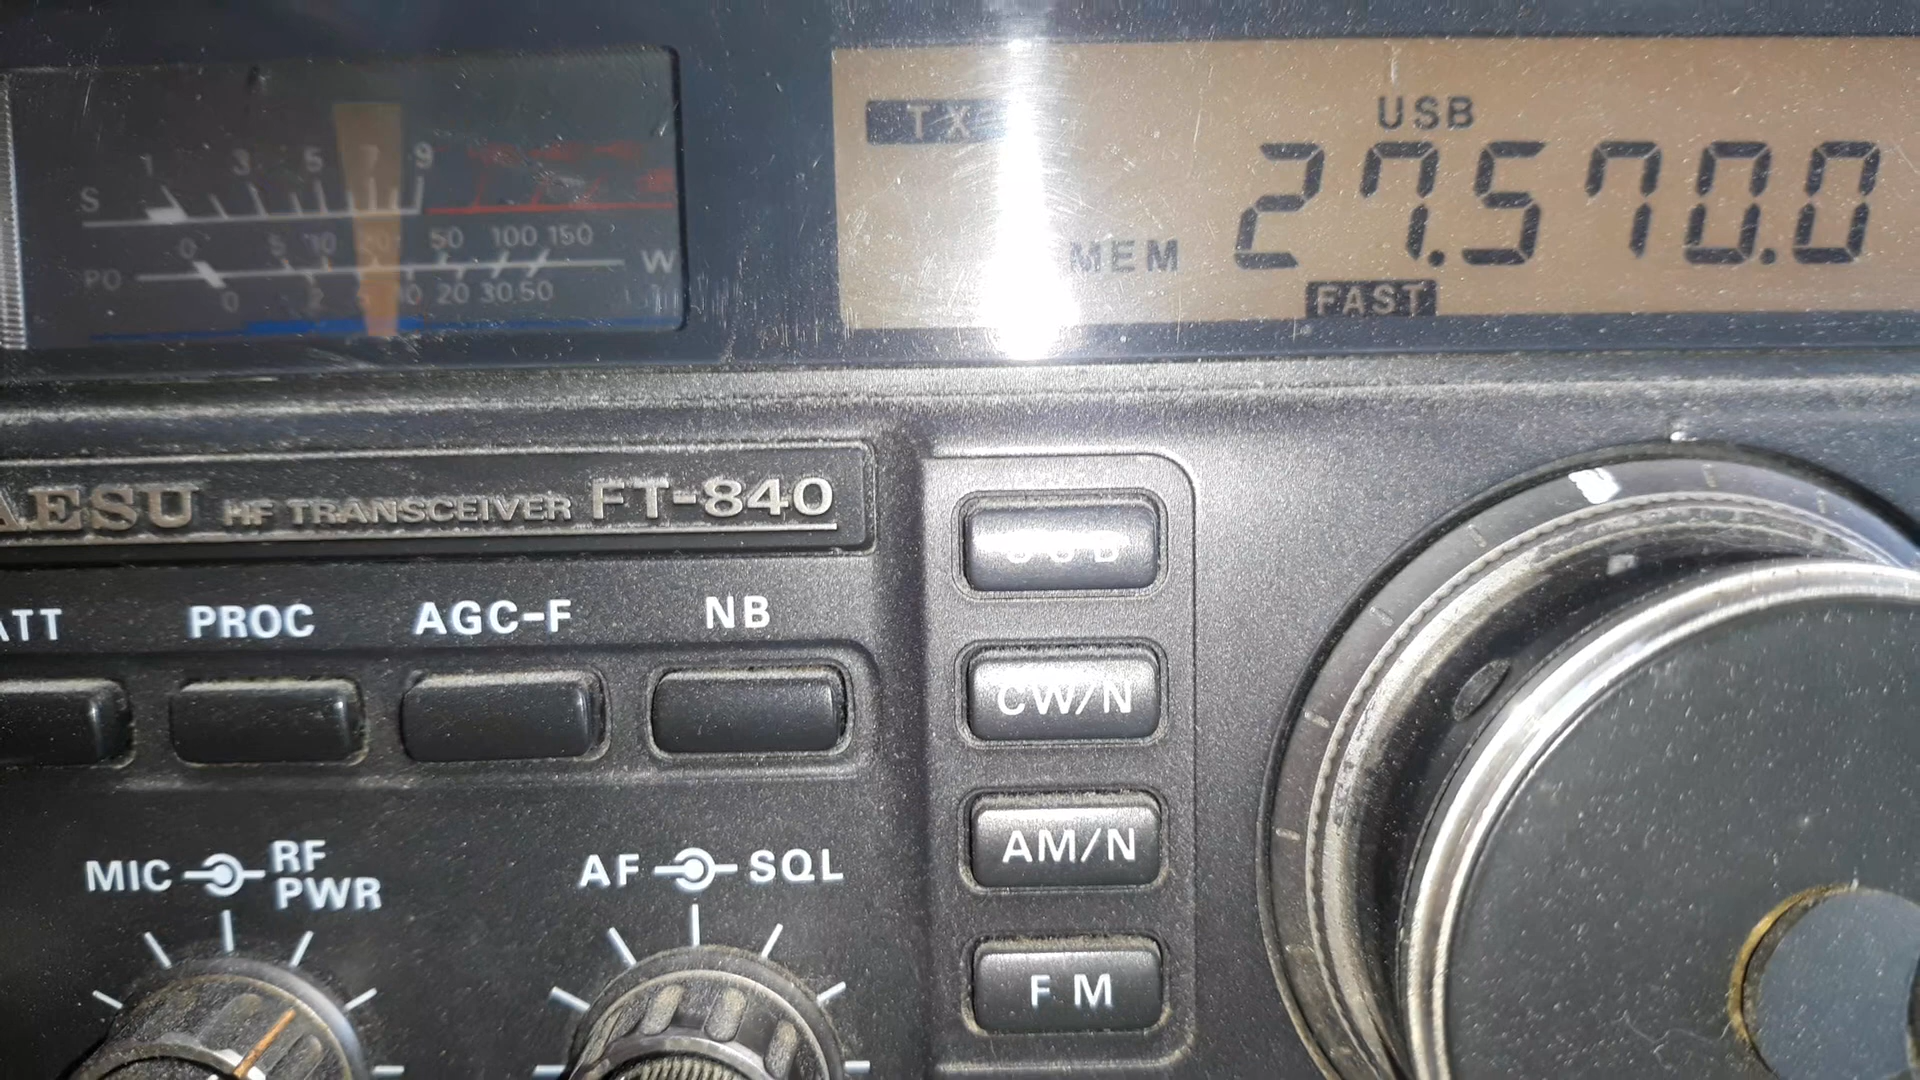 TX
USB
MEM
27.570.0
FAST
S 1 3 5 7 9
0 5 10 20 50 100 150
PO
W
0 2 20 30 50
AESU HF TRANSCEIVER FT-840
ATT PROC AGC-F NB
CW/N
AM/N
FM
MIC RF PWR
AF SQL